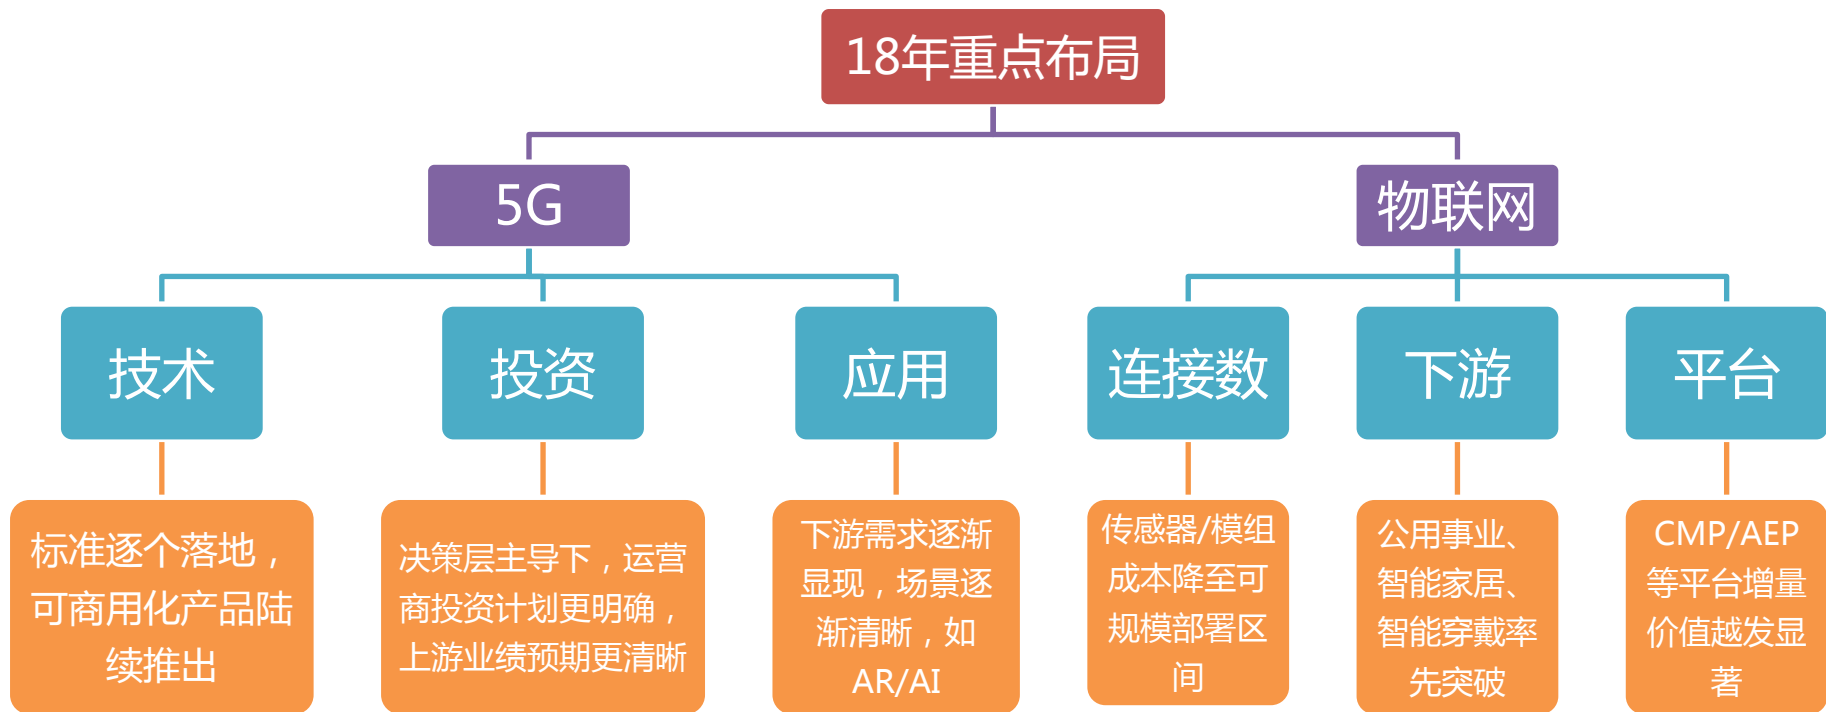 18年重点布局
5G
物联网
技术
投资
应用
连接数
下游
平台
标准逐个落地，
可商用化产品陆
续推出
决策层主导下，运营
商投资计划更明确，
上游业绩预期更清晰
下游需求逐渐
显现，场景逐
渐清晰，如
AR/AI
传感器/模组
成本降至可
规模部署区
间
公用事业、
智能家居、
智能穿戴率
先突破
CMP/AEP
等平台增量
价值越发显
著